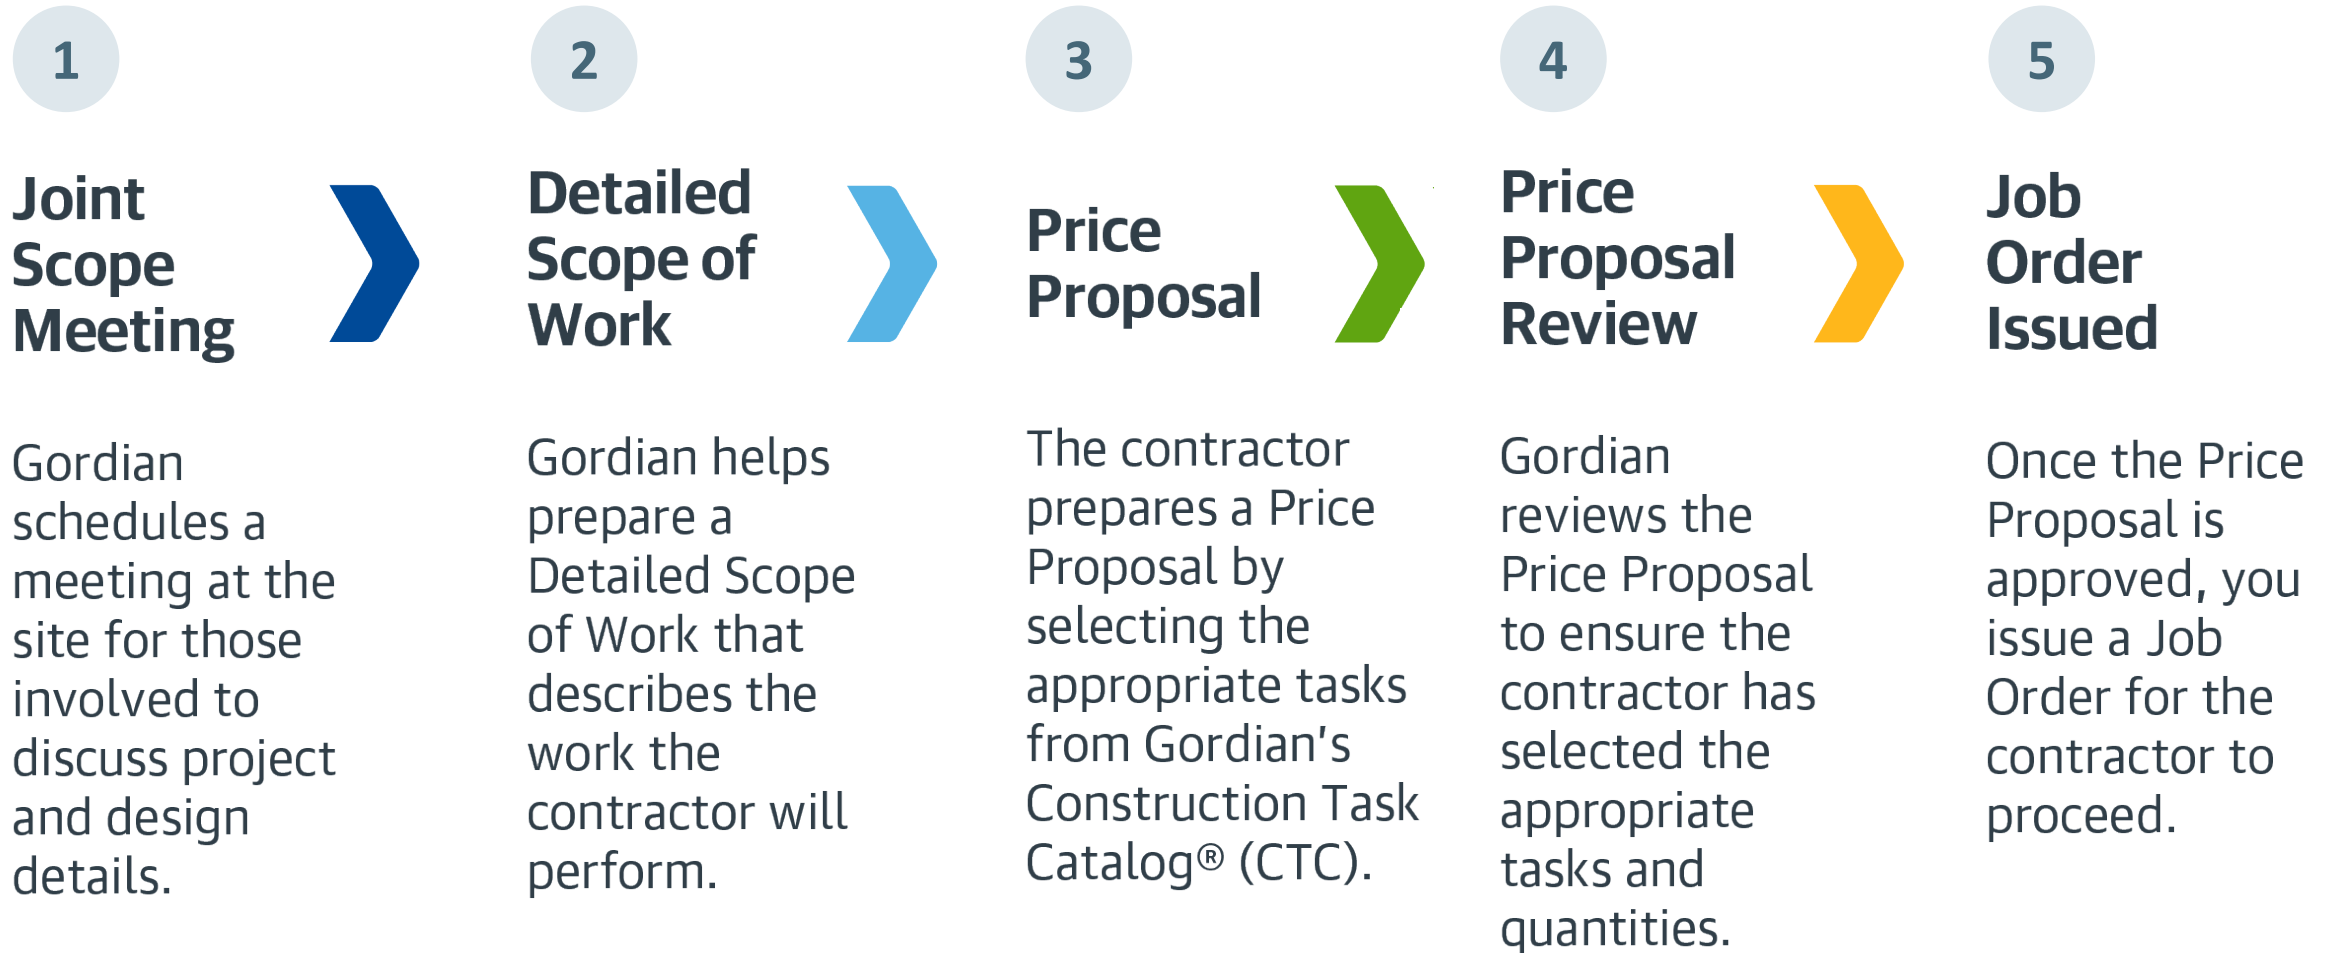 1
Joint
Scope
Meeting
Gordian
schedules a
meeting at the
site for those
involved to
discuss project
and design
details.
2
Detailed
Scope of
Work
Gordian helps
prepare a
Detailed Scope
of Work that
describes the
work the
contractor will
perform.
3
Price
Proposal
The contractor
prepares a Price
Proposal by
selecting the
appropriate tasks
from Gordian’s
Construction Task
Catalog® (CTC).
4
Price
Proposal
Review
Gordian
reviews the
Price Proposal
to ensure the
contractor has
selected the
appropriate
tasks and
quantities.
5
Job
Order
Issued
Once the Price
Proposal is
approved, you
issue a Job
Order for the
contractor to
proceed.